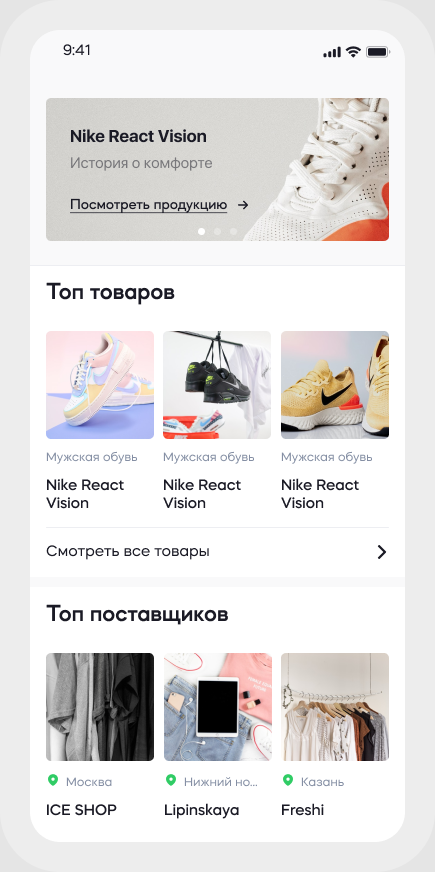 9:41
Nike React Vision
История о комфорте
Посмотреть продукцию
Топ товаров
Мужская обувь
Nike React
Vision
Мужская обувь
Nike React
Vision
Мужская обувь
Nike React
Vision
Смотреть все товары
Топ поставщиков
Москва
ICE SHOP
Нижний но...
Lipinskaya
Казань
Freshi